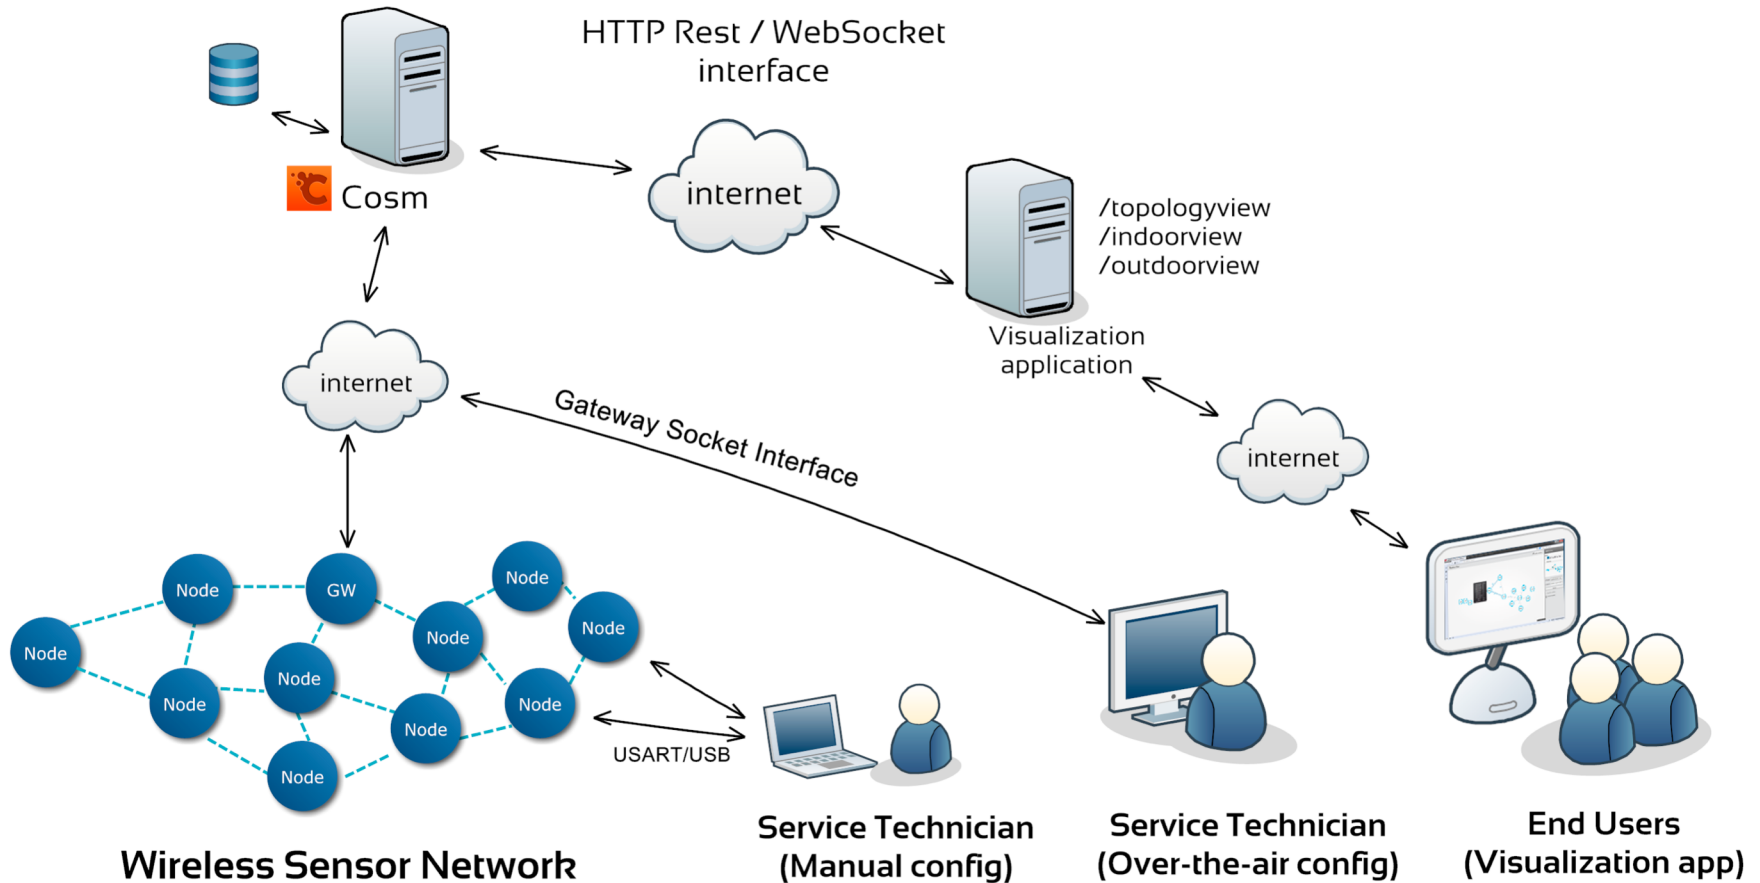 HTTP Rest / WebSocket
interface
Cosm
internet
/topologyview
/indoorview
/outdoorview
Visualization
application
internet
Gateway Socket Interface
internet
Node
GW
Node
Node
Node
Node
Node
Node
Node
Node
Node
USART/USB
Wireless Sensor Network
Service Technician
(Manual config)
Service Technician
(Over-the-air config)
End Users
(Visualization app)